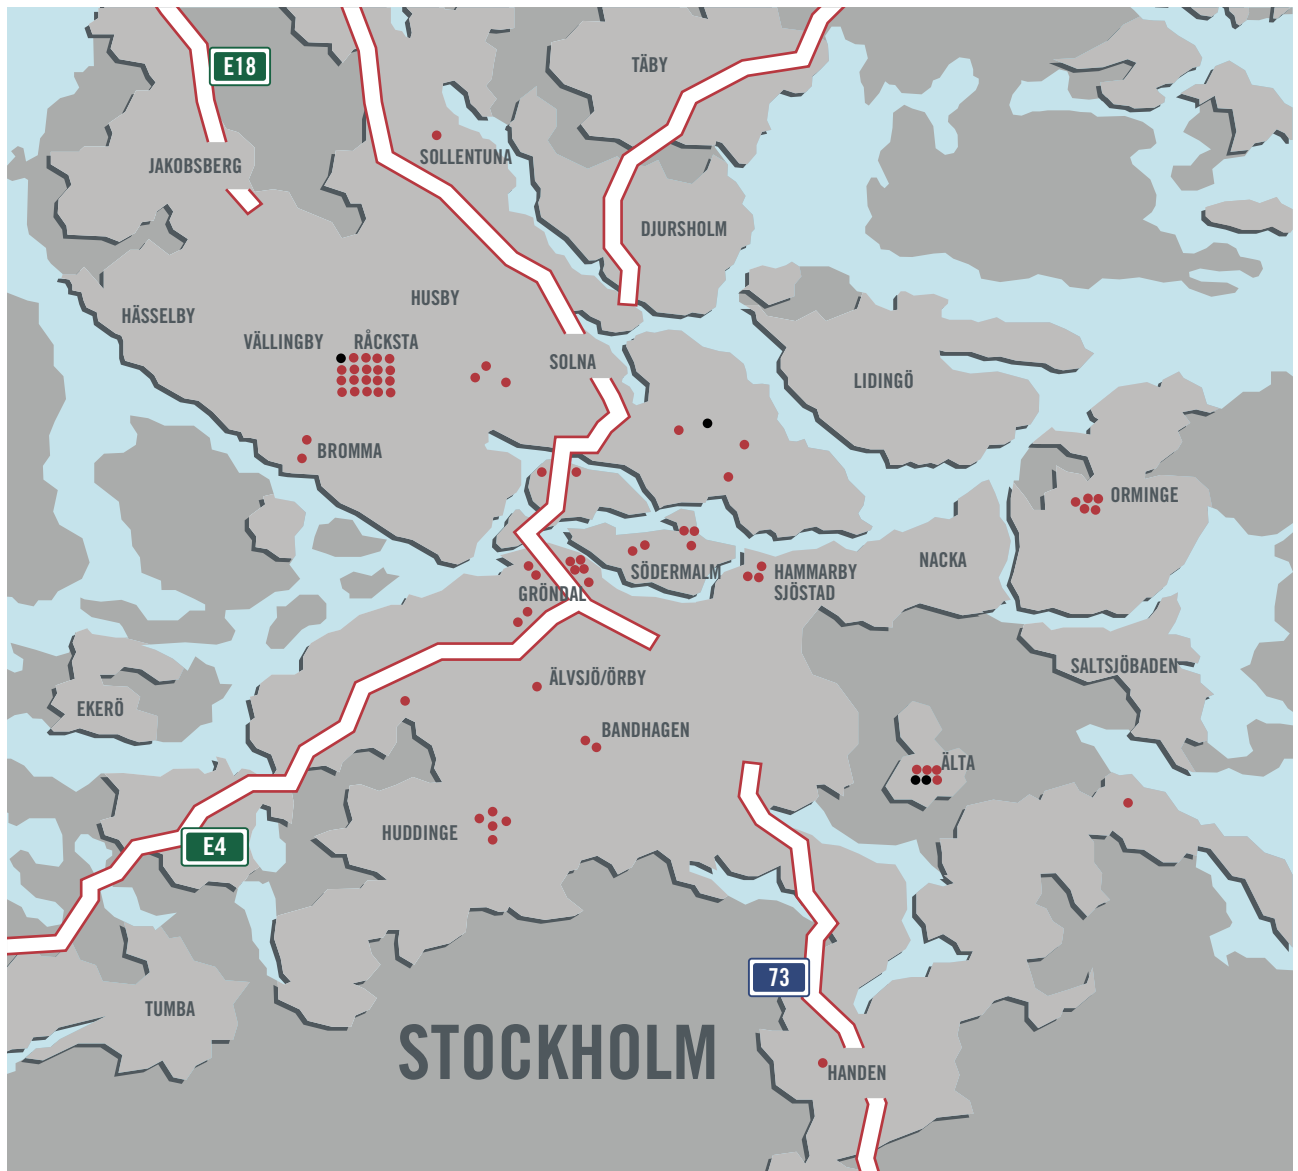 E18
TÄBY
JAKOBSBERG
SOLLENTUNA
DJURSHOLM
HUSBY
HÄSSELBY
VÄLLINGBY
RÅCKSTA
SOLNA
LIDINGÖ
BROMMA
ORMINGE
NACKA
SÖDERMALM
HAMMARBY
SJÖSTAD
GRÖNDAL
SALTSJÖBADEN
ÄLVSJÖ/ÖRBY
EKERÖ
BANDHAGEN
ÄLTA
HUDDINGE
E4
73
TUMBA
STOCKHOLM
HANDEN